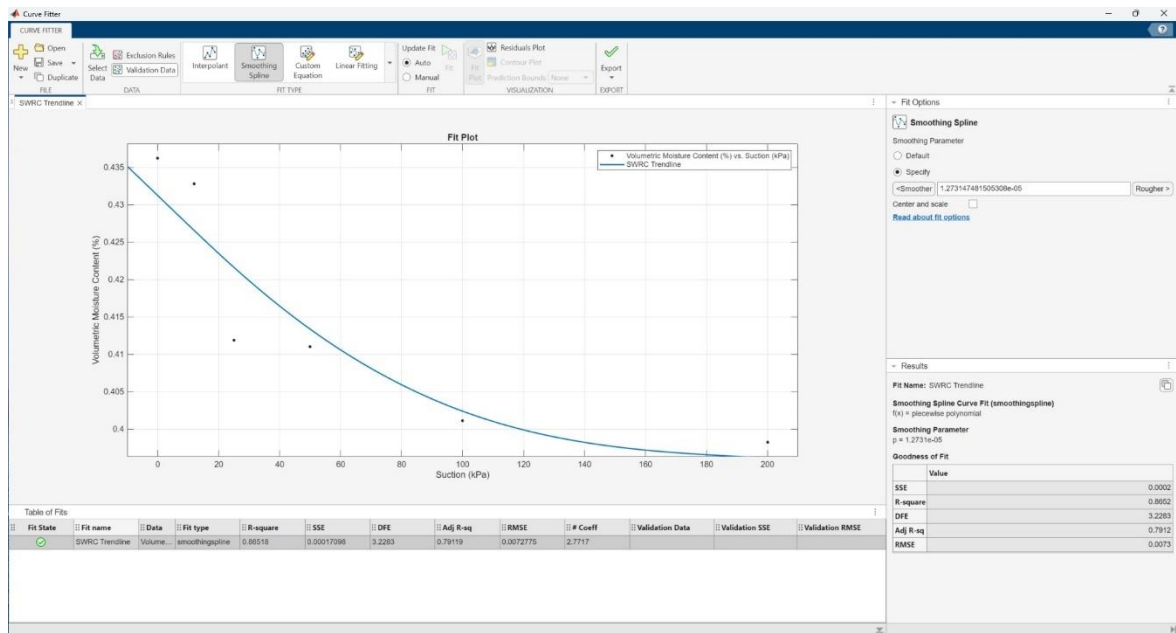 Curve Fitter
CURVE FITTER
New
Open
Save
Duplicate
FILE
Select Data
Exclusion Rules
Validation Data
DATA
Interpolant
Smoothing Spline
Custom Equation
Linear Fitting
FIT TYPE
Update Fit
Auto
Manual
Fit
FIT
Fit Plot
Residuals Plot
Contour Plot
Prediction Bounds None
VISUALIZATION
Export
EXPORT
SWRC Trendline
Fit Plot
Volumetric Moisture Content (%) vs. Suction (kPa)
SWRC Trendline
0.435
0.43
0.425
0.42
0.415
0.41
0.405
0.4
Volumetric Moisture Content (%)
0 20 40 60 80 100 120 140 160 180 200
Suction (kPa)
Table of Fits
Fit State Fit name Data Fit type R-square SSE DFE Adj R-sq RMSE # Coeff Validation Data Validation SSE Validation RMSE
SWRC Trendline Volume... smoothingspline 0.86518 0.00017098 3.2283 0.79119 0.0072775 2.7717
Fit Options
Smoothing Spline
Smoothing Parameter
Default
Specify
<Smoother 1.273147481505308e-05 Rougher >
Center and scale
Read about fit options
Results
Fit Name: SWRC Trendline
Smoothing Spline Curve Fit (smoothingspline)
f(x) = piecewise polynomial
Smoothing Parameter
p = 1.2731e-05
Goodness of Fit
Value
SSE 0.0002
R-square 0.8652
DFE 3.2283
Adj R-sq 0.7912
RMSE 0.0073